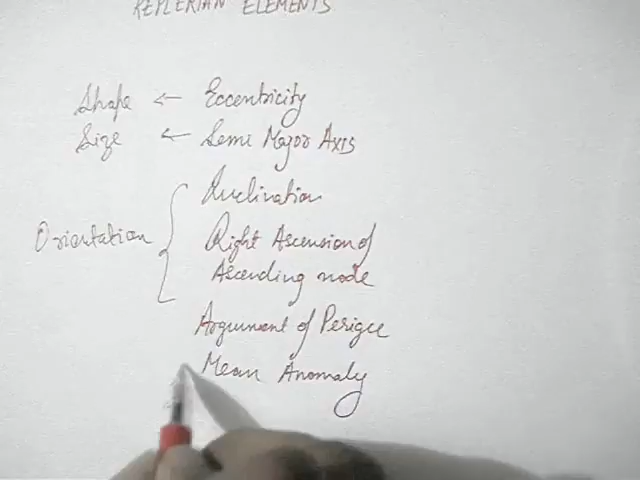 KEPLERIAN ELEMENTS
Shape ← Eccentricity
Size ← Semi Major Axis
Inclination
Orientation { Right Ascension of
Ascending node
Argument of Perigee
Mean Anomaly